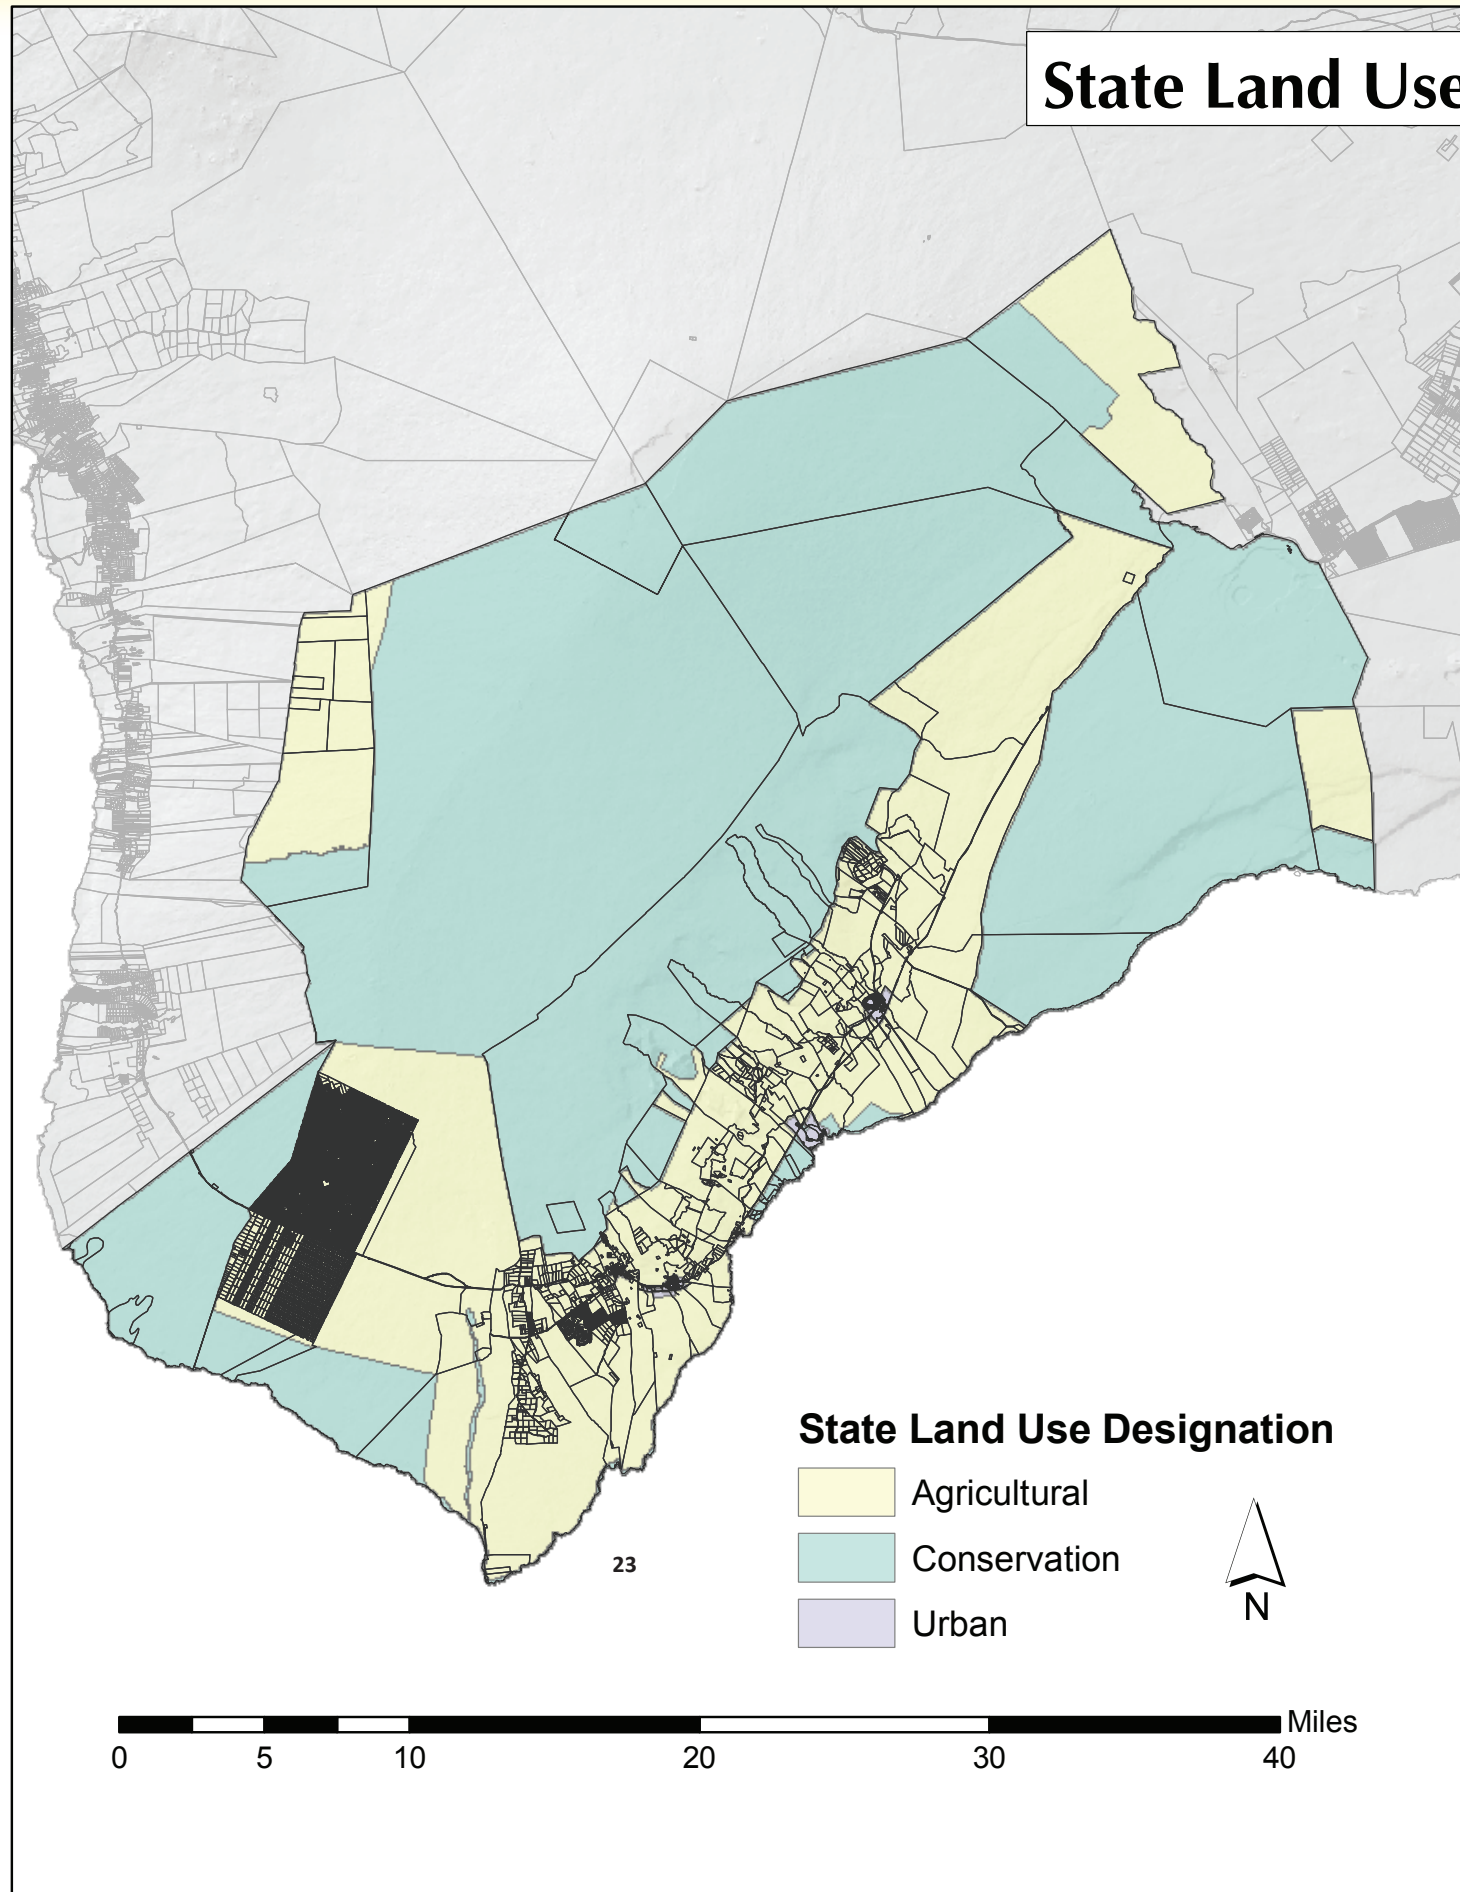 State Land Use
State Land Use Designation
Agricultural
Conservation
Urban
N
23
Miles
0 5 10 20 30 40